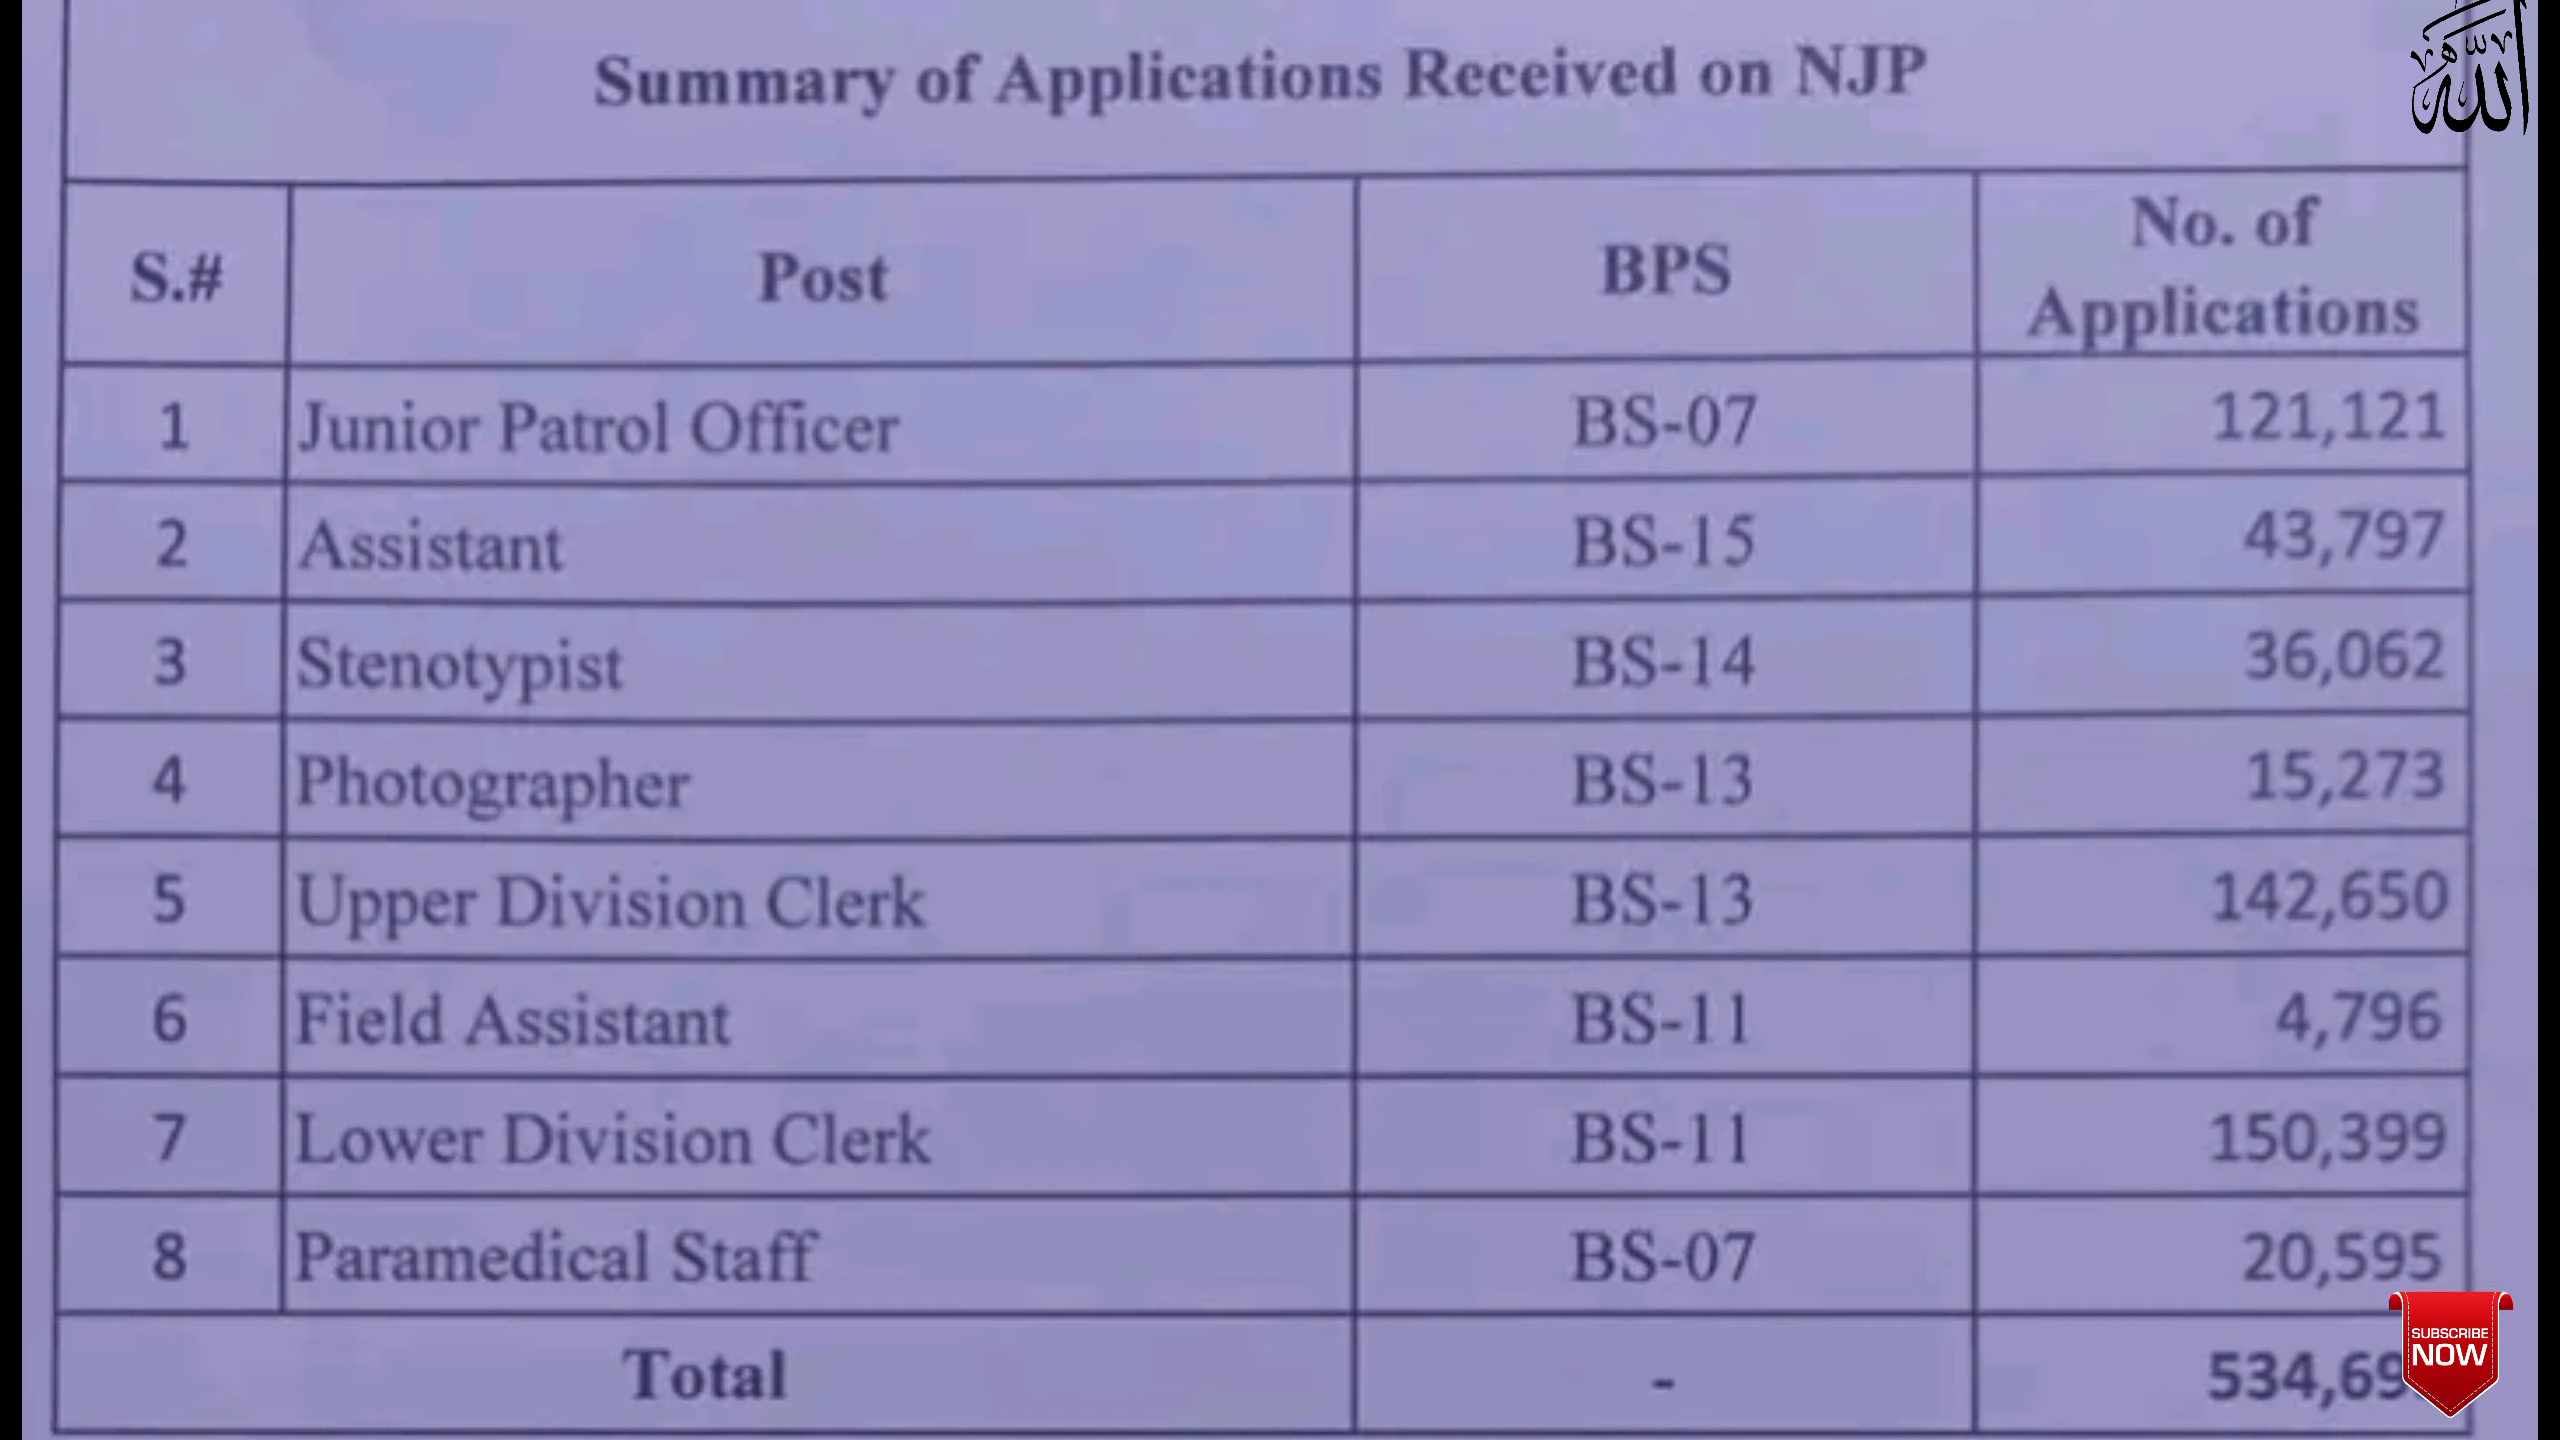 الله
Summary of Applications Received on NJP
S.# Post BPS No. of Applications
1 Junior Patrol Officer BS-07 121,121
2 Assistant BS-15 43,797
3 Stenotypist BS-14 36,062
4 Photographer BS-13 15,273
5 Upper Division Clerk BS-13 142,650
6 Field Assistant BS-11 4,796
7 Lower Division Clerk BS-11 150,399
8 Paramedical Staff BS-07 20,595
Total -
SUBSCRIBE
NOW